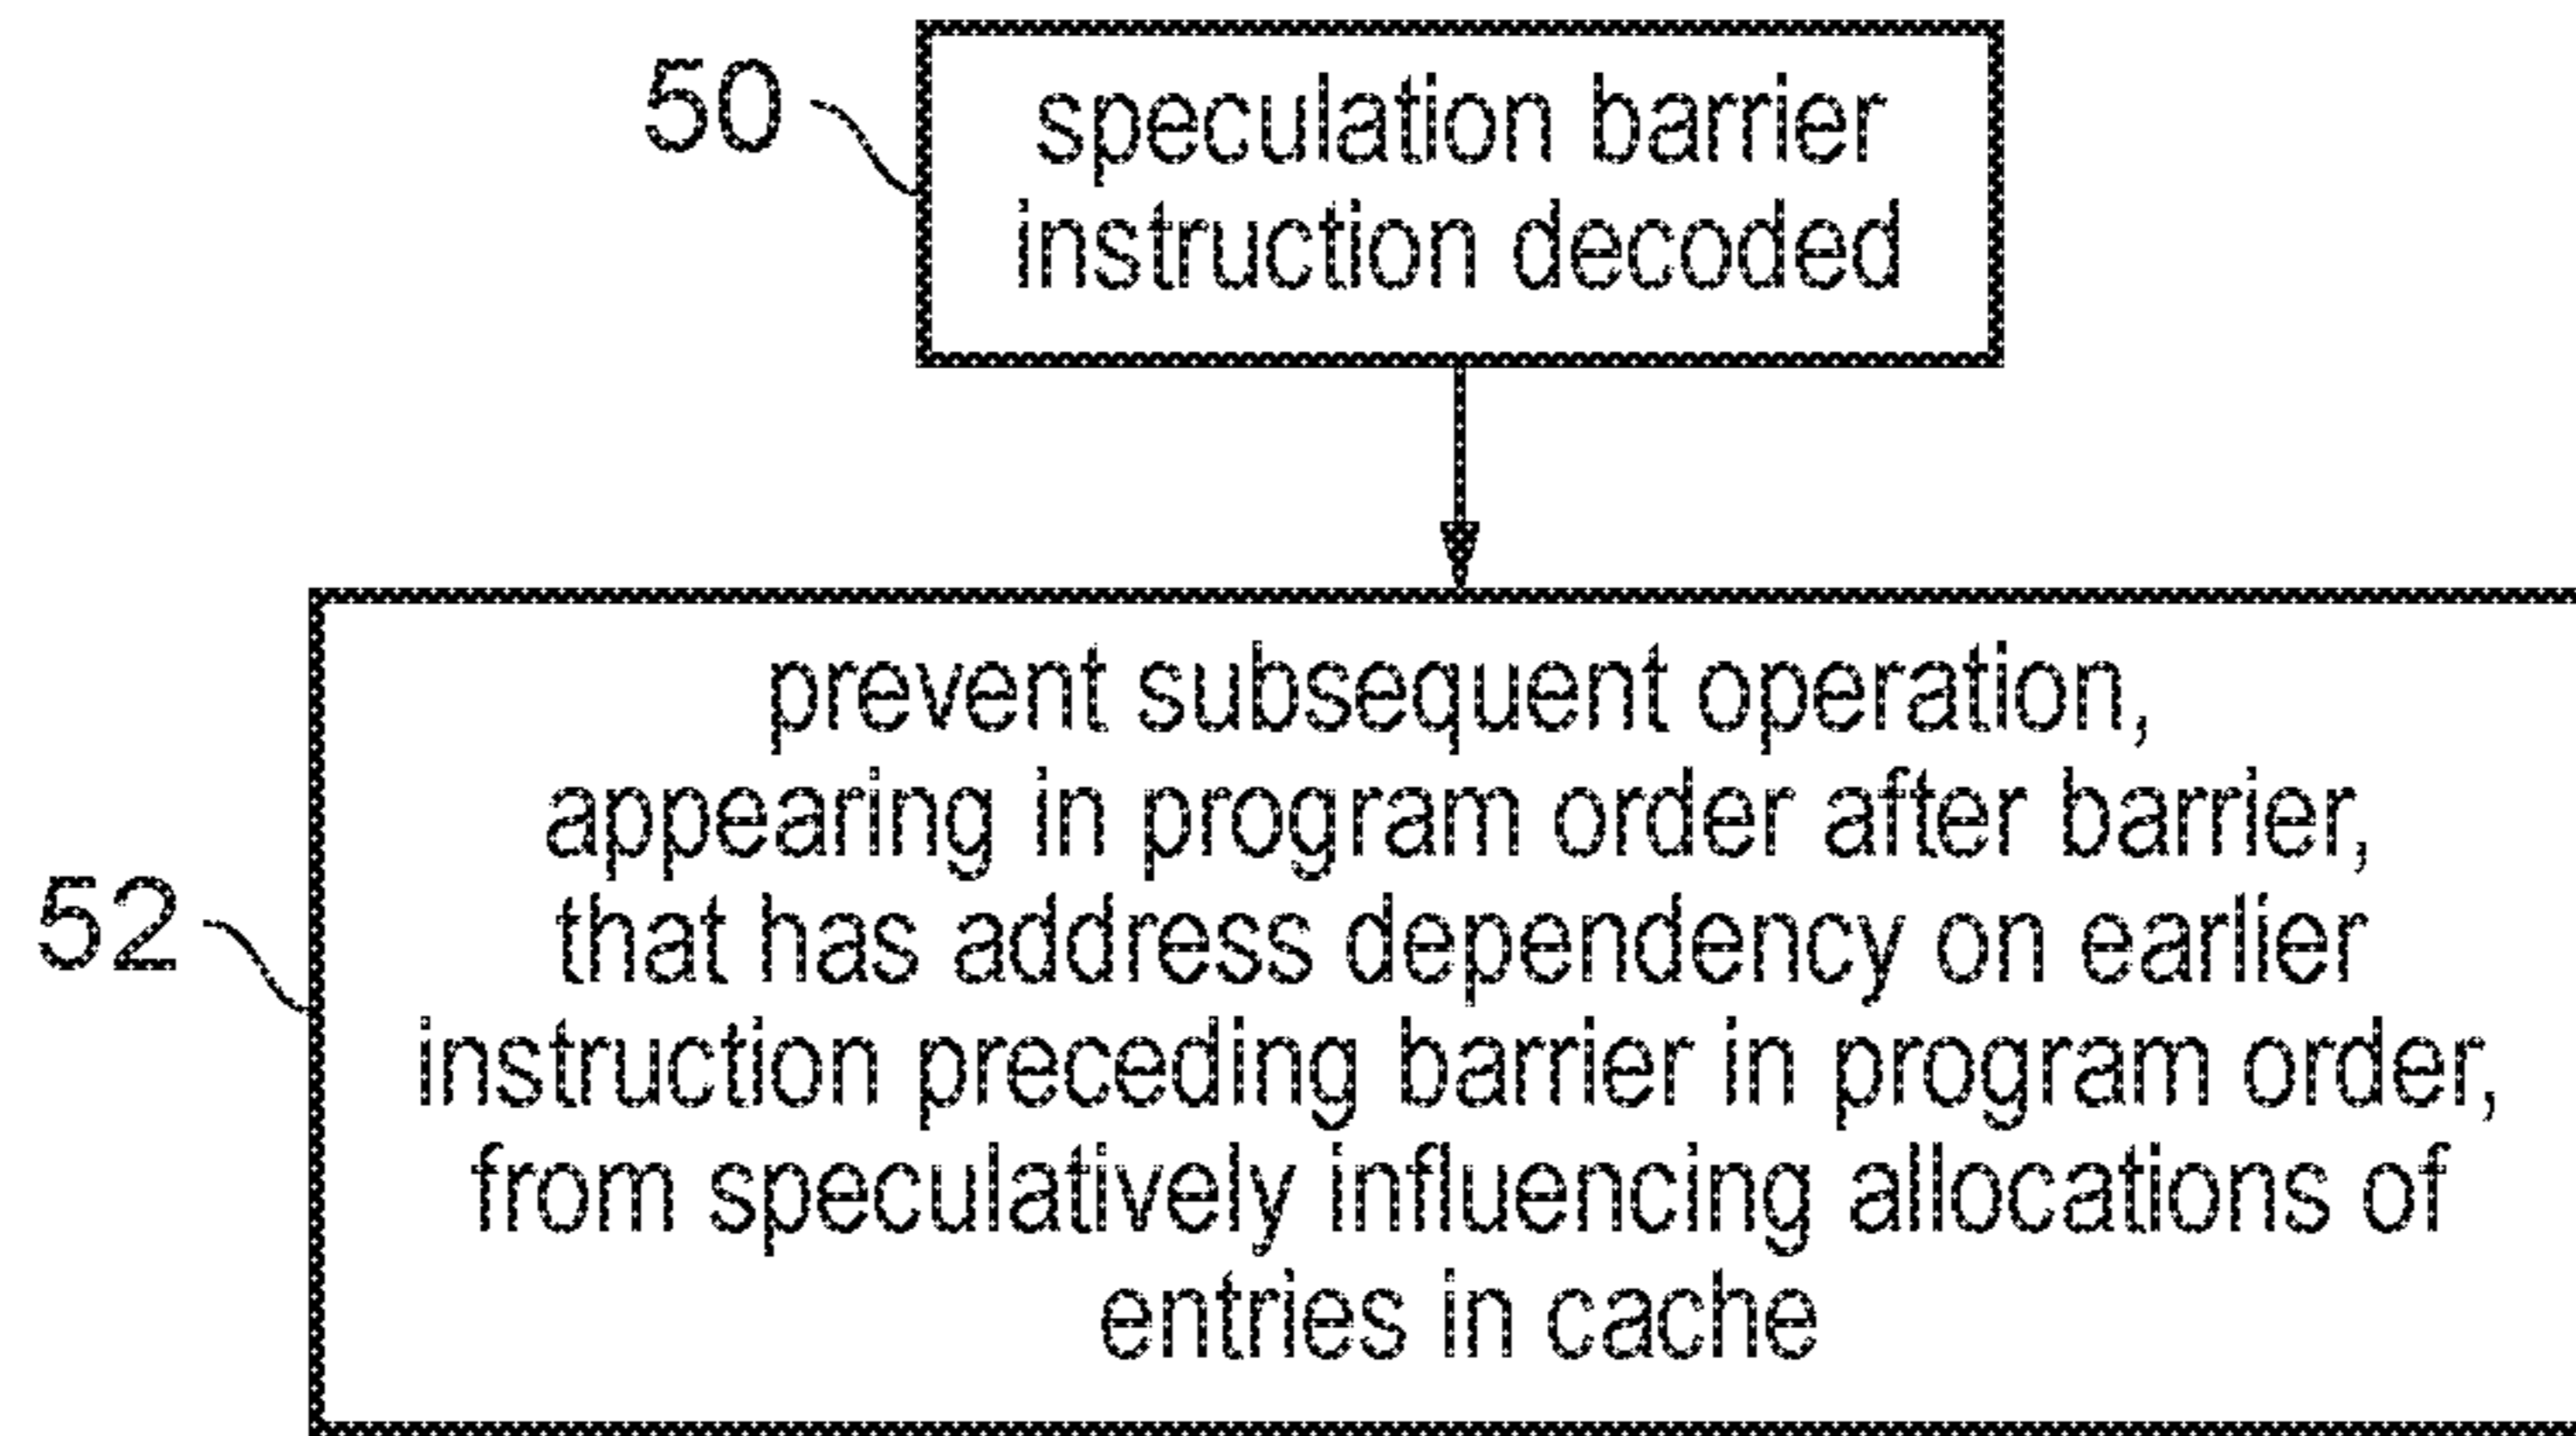 50
speculation barrier
instruction decoded
prevent subsequent operation,
appearing in program order after barrier,
that has address dependency on earlier
52
instruction preceding barrier in program order,
from speculatively influencing allocations of
entries in cache